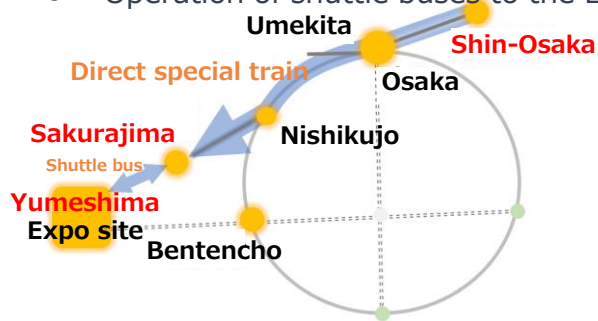 Operation of shuttle buses to the
Umekita
Shin-Osaka
Direct special train
Osaka
Sakurajima
Nishikujo
Shuttle bus
Yumeshima
Expo site
Bentencho